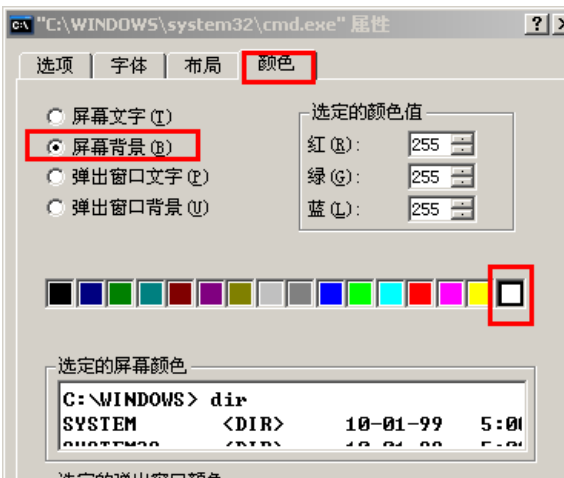 "C:\WINDOWS\system32\cmd.exe" 属性
选项 字体 布局 颜色
屏幕文字(T)
屏幕背景(B)
弹出窗口文字(P)
弹出窗口背景(U)
选定的颜色值
红(R): 255
绿(G): 255
蓝(L): 255
选定的屏幕颜色
C:\WINDOWS> dir
SYSTEM <DIR> 10-01-99 5:00